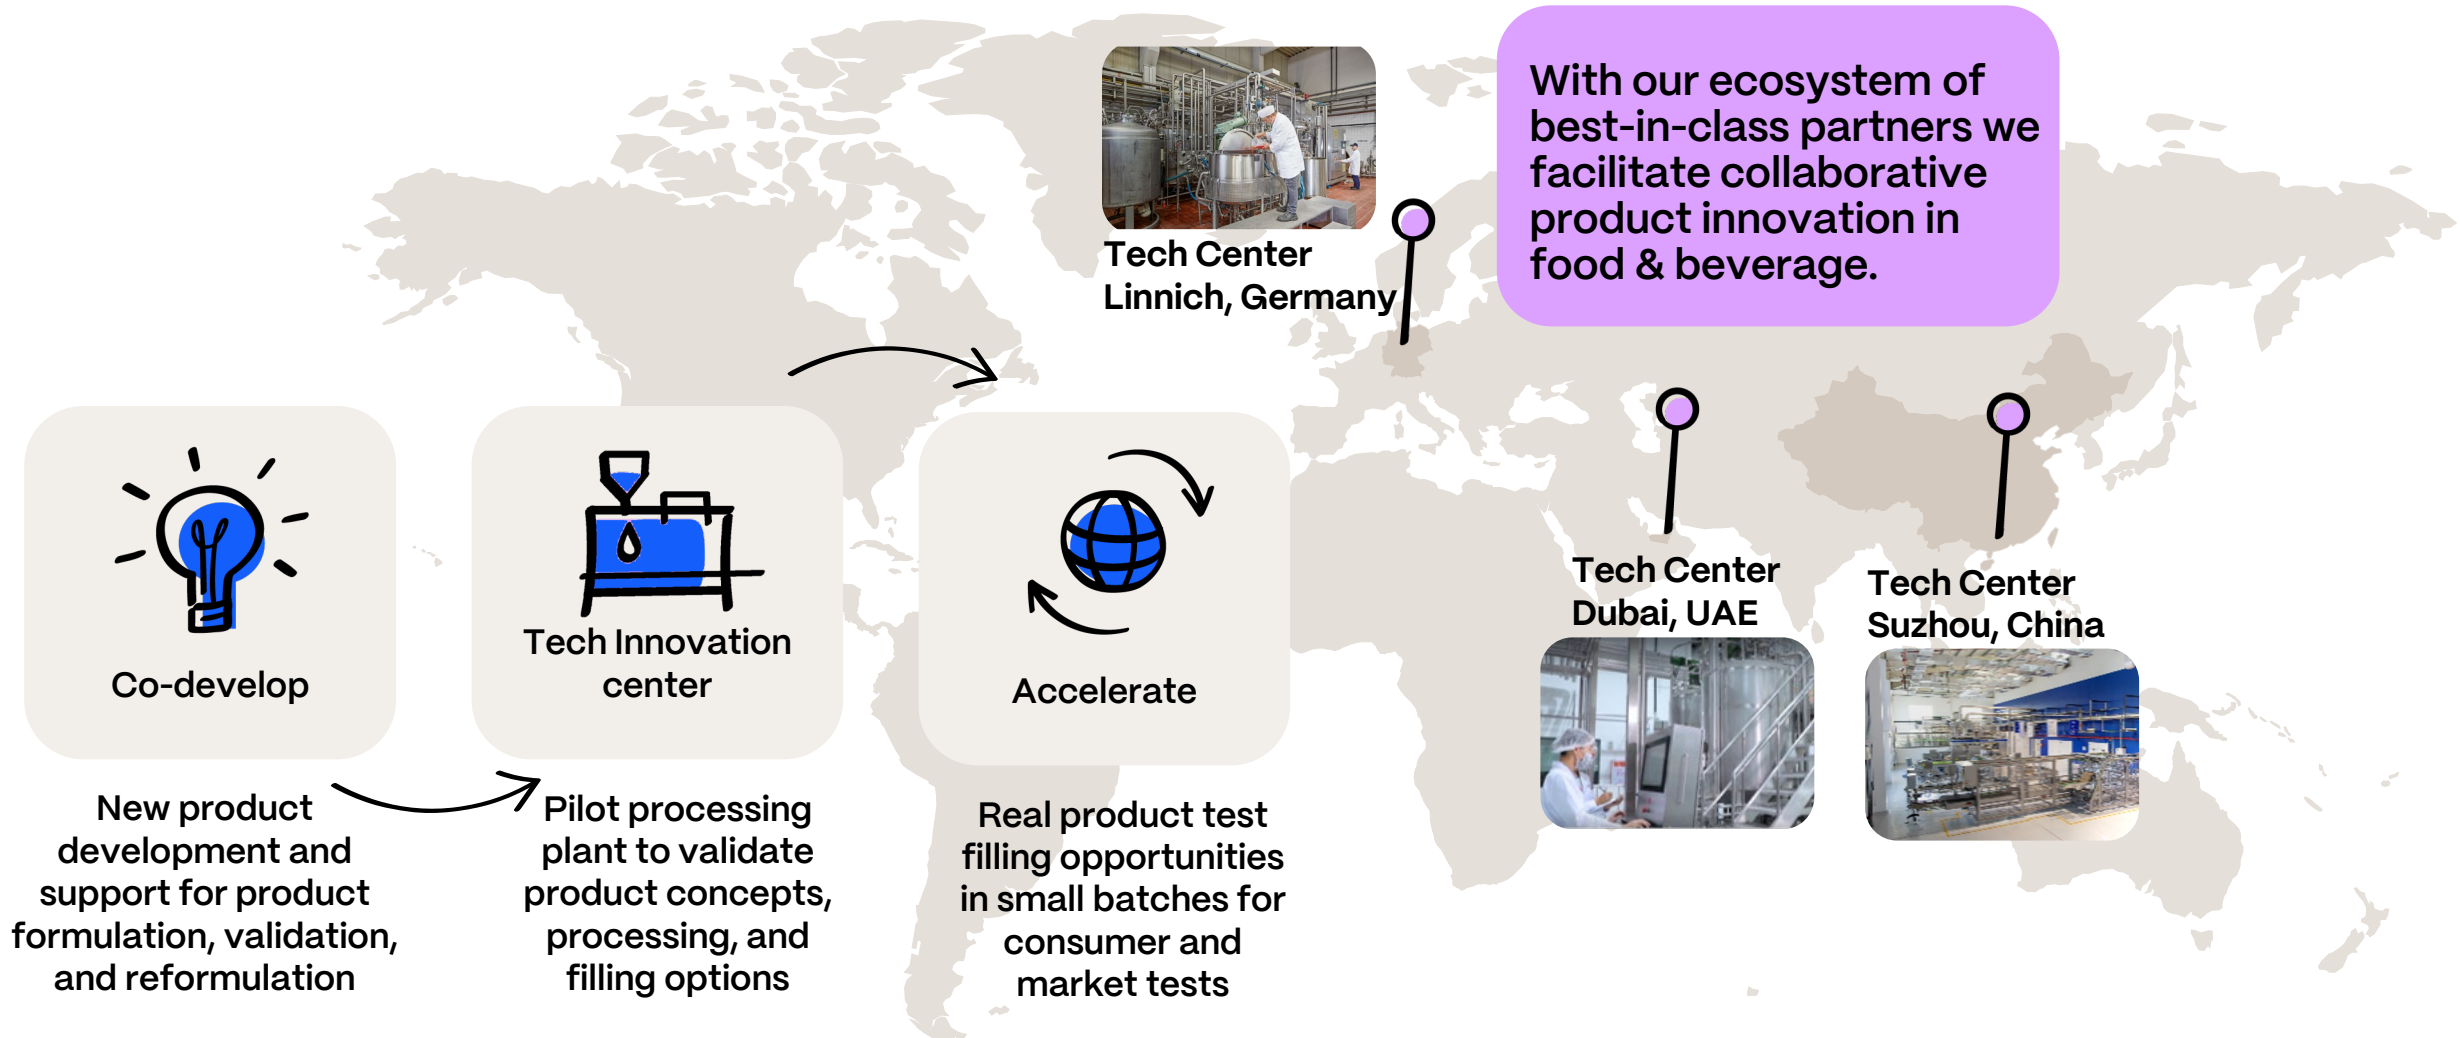 With our ecosystem of
best-in-class partners we
facilitate collaborative
product innovation in
food & beverage.
Tech Center
Linnich, Germany
Tech Center
Dubai, UAE
Tech Center
Suzhou, China
Co-develop
New product
development and
support for product
formulation, validation,
and reformulation
Tech Innovation
center
Pilot processing
plant to validate
product concepts,
processing, and
filling options
Accelerate
Real product test
filling opportunities
in small batches for
consumer and
market tests